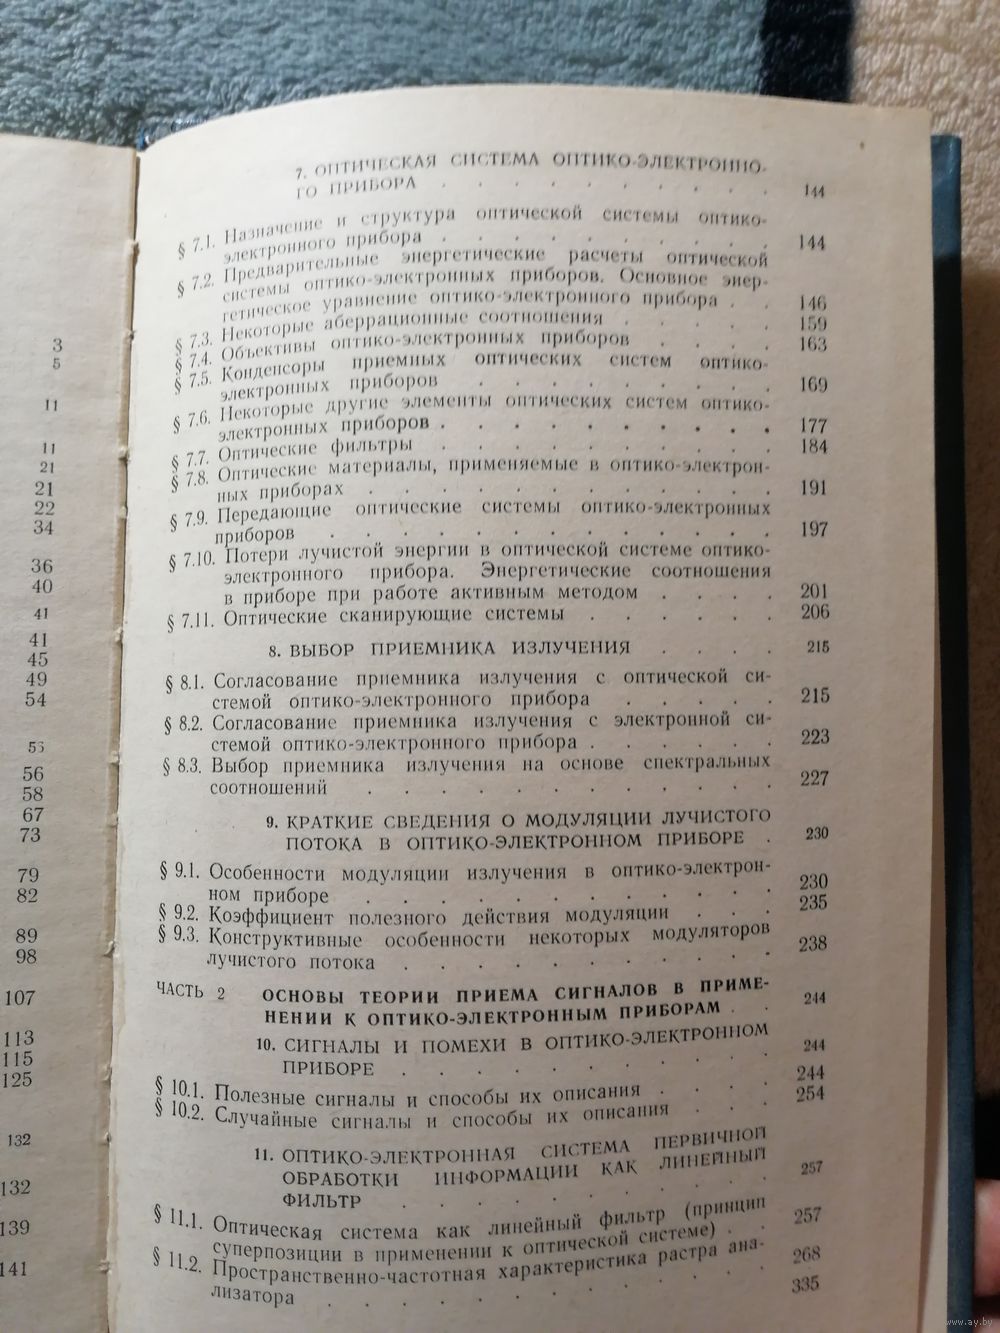 3
5
11
11
21
21
22
34
36
40
41
41
45
49
54
55
56
58
67
73
79
82
89
98
107
113
115
125
132
132
139
141
7. ОПТИЧЕСКАЯ СИСТЕМА ОПТИКО-ЭЛЕКТРОННО-
ГО ПРИБОРА . . . . . . . . . . 144
§ 7.1. Назначение и структура оптической системы оптико-
электронного прибора . . . . . . . . . . 144
§ 7.2. Предварительные энергетические расчеты оптической
системы оптико-электронных приборов. Основное энер-
гетическое уравнение оптико-электронного прибора . . 146
§ 7.3. Некоторые аберрационные соотношения . . . . . 159
§ 7.4. Объективы оптико-электронных приборов . . . . 163
§ 7.5. Конденсоры приемных оптических систем оптико-
электронных приборов . . . . . . . . 169
§ 7.6. Некоторые другие элементы оптических систем оптико-
электронных приборов . . . . . . . . . . 177
§ 7.7. Оптические фильтры . . . . . . . . . . 184
§ 7.8. Оптические материалы, применяемые в оптико-электрон-
ных приборах . . . . . . . . . . 191
§ 7.9. Передающие оптические системы оптико-электронных
приборов . . . . . . . . . . . 197
§ 7.10. Потери лучистой энергии в оптической системе оптико-
электронного прибора. Энергетические соотношения
в приборе при работе активным методом . . . . 201
§ 7.11. Оптические сканирующие системы . . . . . . 206
8. ВЫБОР ПРИЕМНИКА ИЗЛУЧЕНИЯ . . . . 215
§ 8.1. Согласование приемника излучения с оптической си-
стемой оптико-электронного прибора . . . . . 215
§ 8.2. Согласование приемника излучения с электронной си-
стемой оптико-электронного прибора . . . . . . 223
§ 8.3. Выбор приемника излучения на основе спектральных
соотношений . . . . . . . . . . 227
9. КРАТКИЕ СВЕДЕНИЯ О МОДУЛЯЦИИ ЛУЧИСТОГО
ПОТОКА В ОПТИКО-ЭЛЕКТРОННОМ ПРИБОРЕ . 230
§ 9.1. Особенности модуляции излучения в оптико-электрон-
ном приборе . . . . . . . . . . 230
§ 9.2. Коэффициент полезного действия модуляции . . . 235
§ 9.3. Конструктивные особенности некоторых модуляторов
лучистого потока . . . . . . . . . 238
ЧАСТЬ 2 ОСНОВЫ ТЕОРИИ ПРИЕМА СИГНАЛОВ В ПРИМЕ-
НЕНИИ К ОПТИКО-ЭЛЕКТРОННЫМ ПРИБОРАМ . . 244
10. СИГНАЛЫ И ПОМЕХИ В ОПТИКО-ЭЛЕКТРОННОМ
ПРИБОРЕ . . . . . . . . . 244
§ 10.1. Полезные сигналы и способы их описания . . . . 244
§ 10.2. Случайные сигналы и способы их описания . . . 254
11. ОПТИКО-ЭЛЕКТРОННАЯ СИСТЕМА ПЕРВИЧНОЙ
ОБРАБОТКИ ИНФОРМАЦИИ КАК ЛИНЕЙНЫЙ
ФИЛЬТР . . . . . . . . . 257
§ 11.1. Оптическая система как линейный фильтр (принцип
суперпозиции в применении к оптической системе) . . 257
§ 11.2. Пространственно-частотная характеристика растра ана- 268
лизатора . . . . . . . . . . . 335
www.ay.by